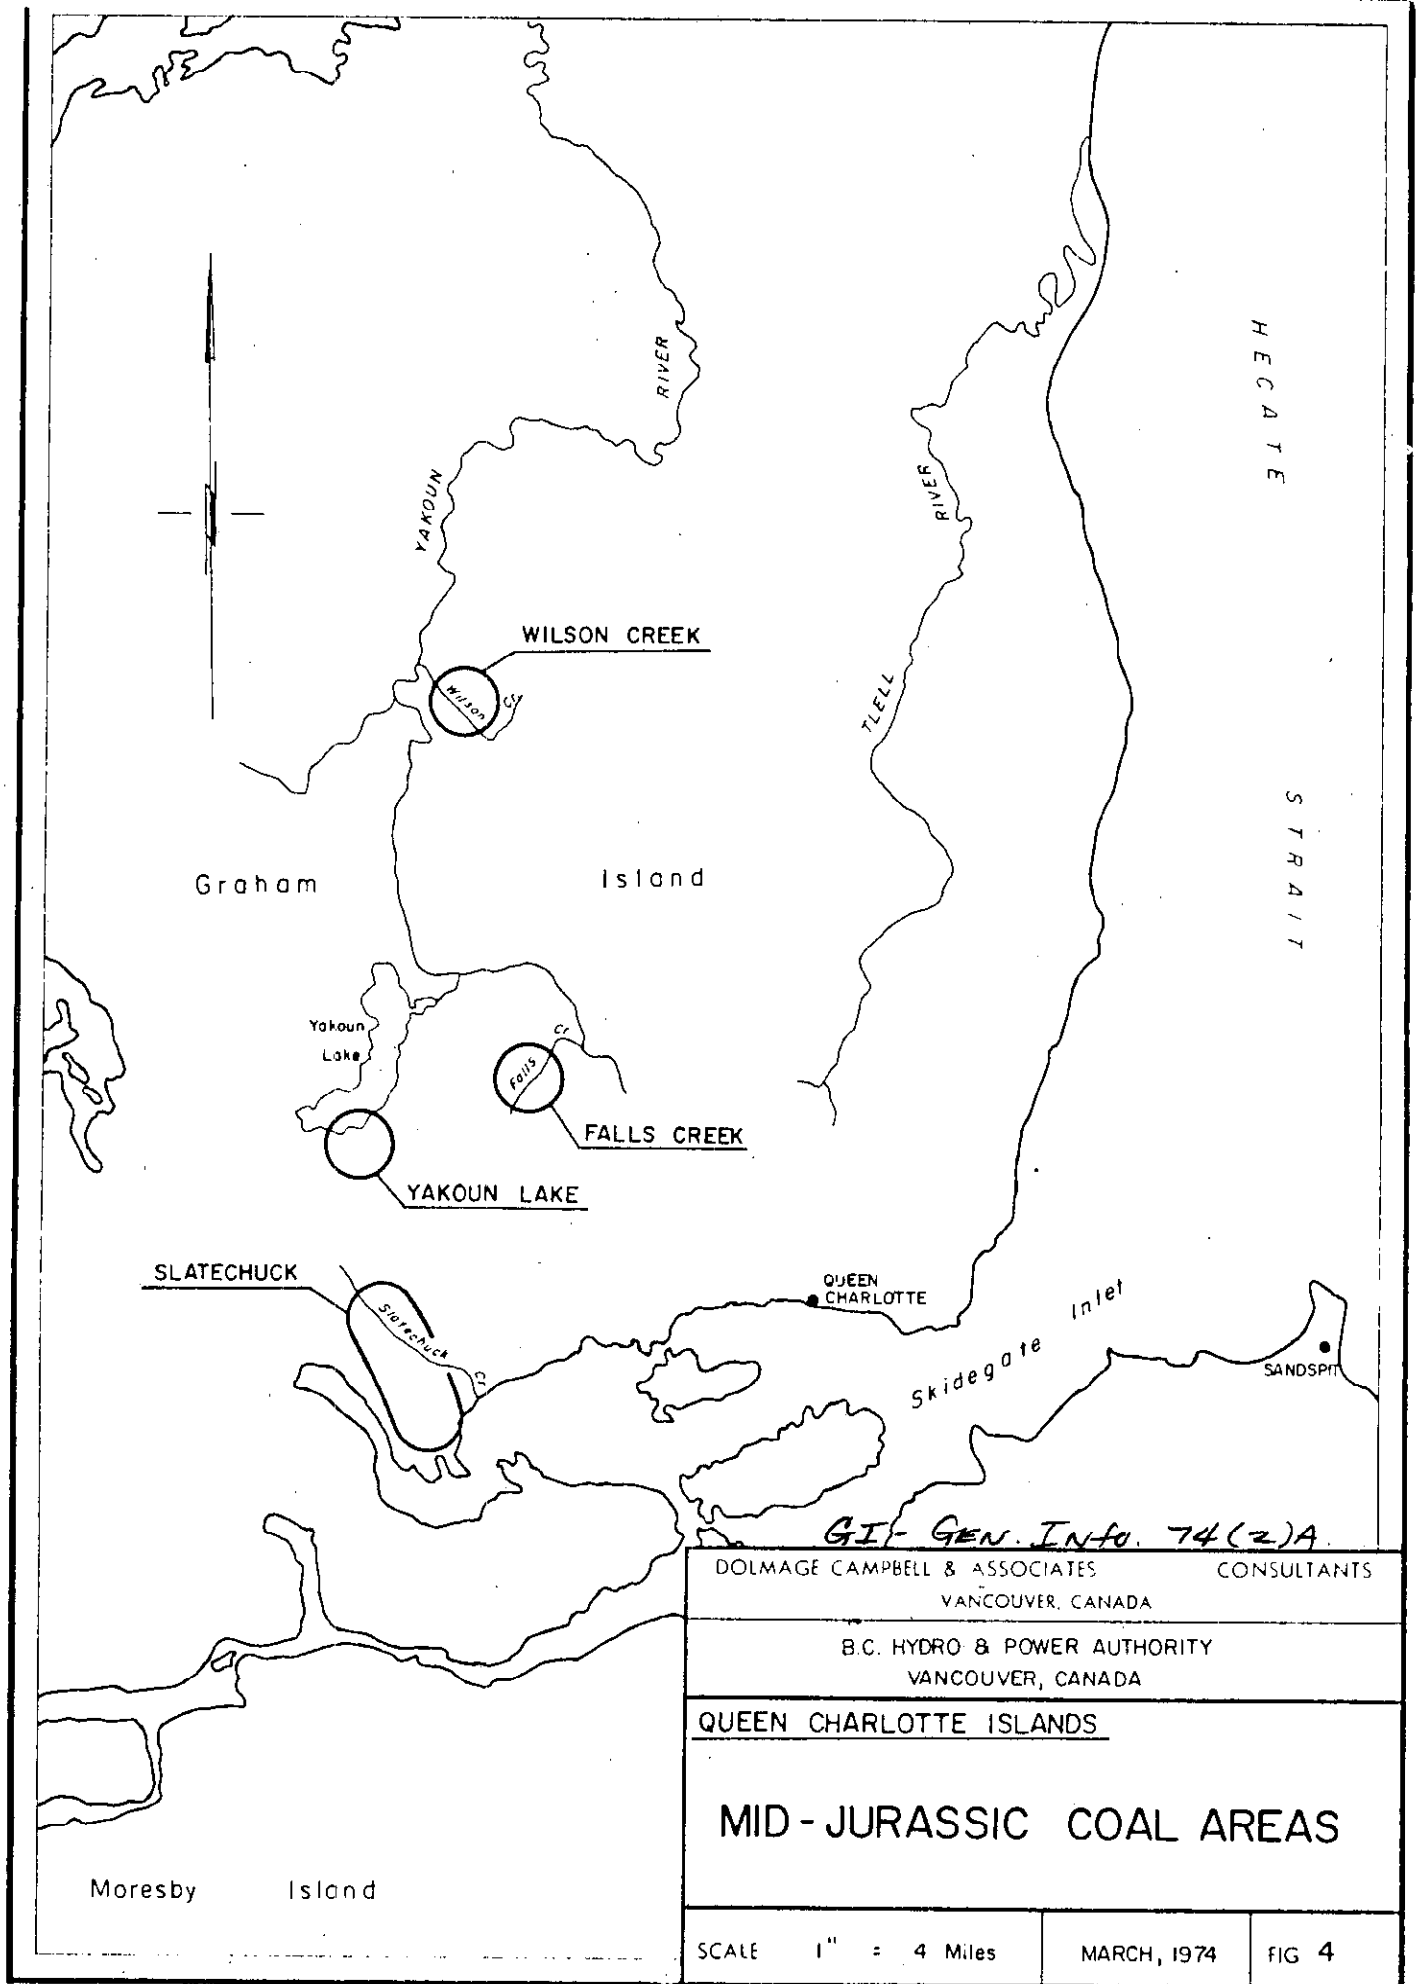 RIVER
HECATE
RIVER
YAKOUN
WILSON CREEK
Wilson Cr
TLELL
STRAIT
Graham Island
Yakoun
Lake
Cr
Falls
FALLS CREEK
YAKOUN LAKE
SLATECHUCK
QUEEN
CHARLOTTE
Slatechuck Cr
Skidegate Inlet
SANDSPIT
GI- GEN. INFO. 74(2)A
DOLMAGE CAMPBELL & ASSOCIATES CONSULTANTS
VANCOUVER, CANADA
B.C. HYDRO & POWER AUTHORITY
VANCOUVER, CANADA
QUEEN CHARLOTTE ISLANDS
MID-JURASSIC COAL AREAS
Moresby Island
SCALE 1" = 4 Miles
MARCH, 1974
FIG 4